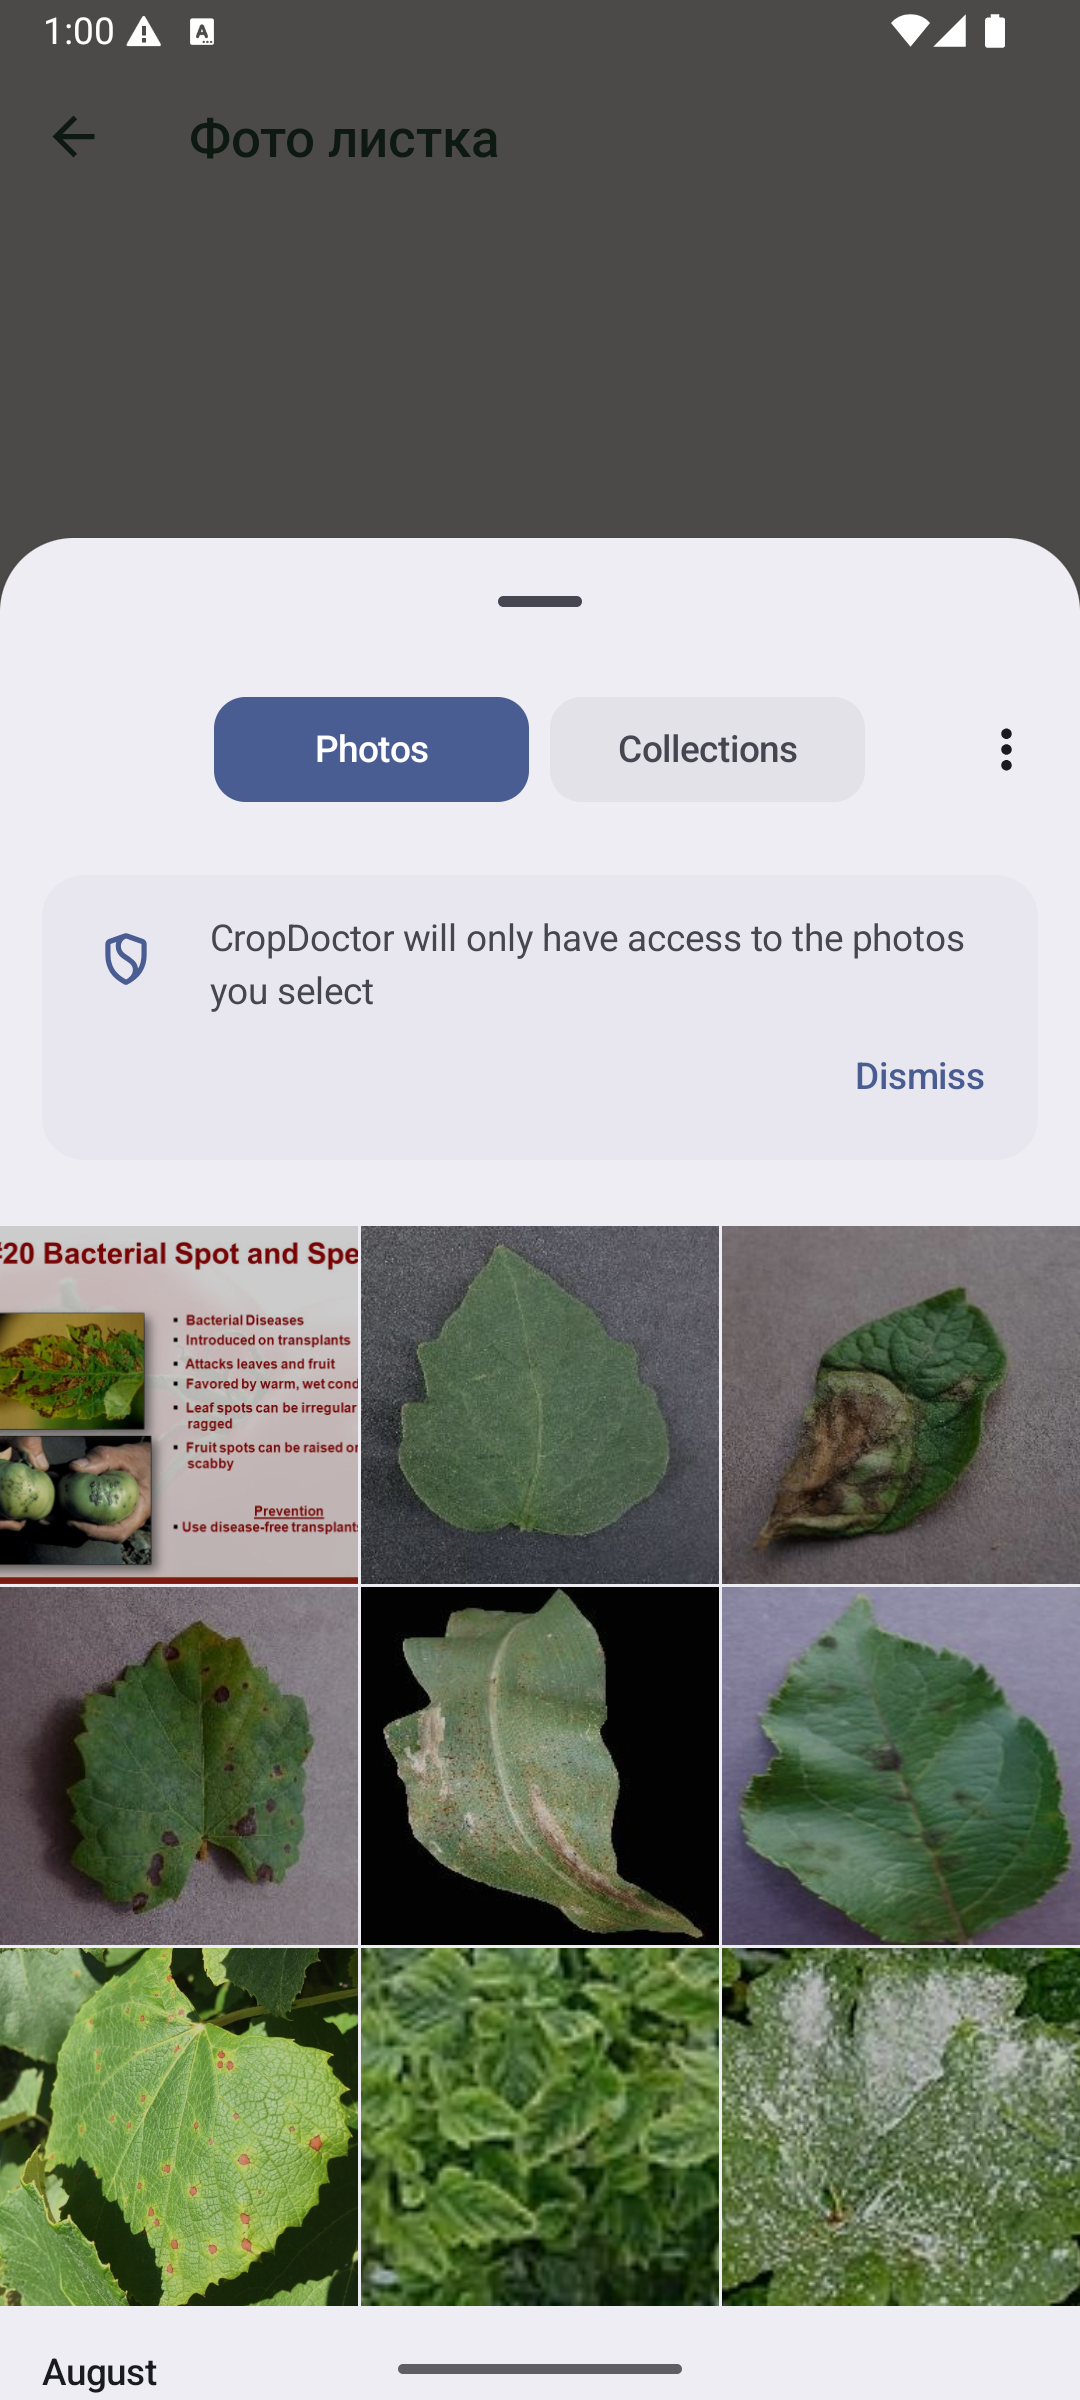 1:00
Фото листка
Photos
Collections
CropDoctor will only have access to the photos
you select
Dismiss
#20 Bacterial Spot and Spe
▪ Bacterial Diseases
▪ Introduced on transplants
▪ Attacks leaves and fruit
▪ Favored by warm, wet cond
▪ Leaf spots can be irregular
ragged
▪ Fruit spots can be raised or
scabby
Prevention
▪ Use disease-free transplants
August